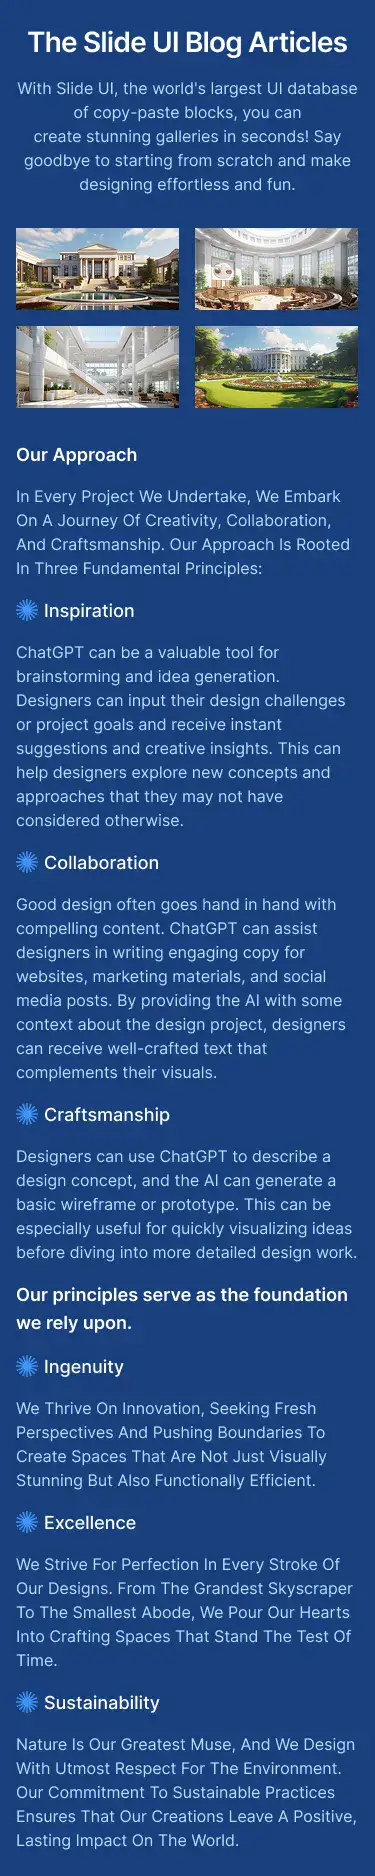 The Slide UI Blog Articles
With Slide UI, the world's largest UI database
of copy-paste blocks, you can
create stunning galleries in seconds! Say
goodbye to starting from scratch and make
designing effortless and fun.
Our Approach
In Every Project We Undertake, We Embark
On A Journey Of Creativity, Collaboration,
And Craftsmanship. Our Approach Is Rooted
In Three Fundamental Principles:
Inspiration
ChatGPT can be a valuable tool for
brainstorming and idea generation.
Designers can input their design challenges
or project goals and receive instant
suggestions and creative insights. This can
help designers explore new concepts and
approaches that they may not have
considered otherwise.
Collaboration
Good design often goes hand in hand with
compelling content. ChatGPT can assist
designers in writing engaging copy for
websites, marketing materials, and social
media posts. By providing the AI with some
context about the design project, designers
can receive well-crafted text that
complements their visuals.
Craftsmanship
Designers can use ChatGPT to describe a
design concept, and the AI can generate a
basic wireframe or prototype. This can be
especially useful for quickly visualizing ideas
before diving into more detailed design work.
Our principles serve as the foundation
we rely upon.
Ingenuity
We Thrive On Innovation, Seeking Fresh
Perspectives And Pushing Boundaries To
Create Spaces That Are Not Just Visually
Stunning But Also Functionally Efficient.
Excellence
We Strive For Perfection In Every Stroke Of
Our Designs. From The Grandest Skyscraper
To The Smallest Abode, We Pour Our Hearts
Into Crafting Spaces That Stand The Test Of
Time.
Sustainability
Nature Is Our Greatest Muse, And We Design
With Utmost Respect For The Environment.
Our Commitment To Sustainable Practices
Ensures That Our Creations Leave A Positive,
Lasting Impact On The World.